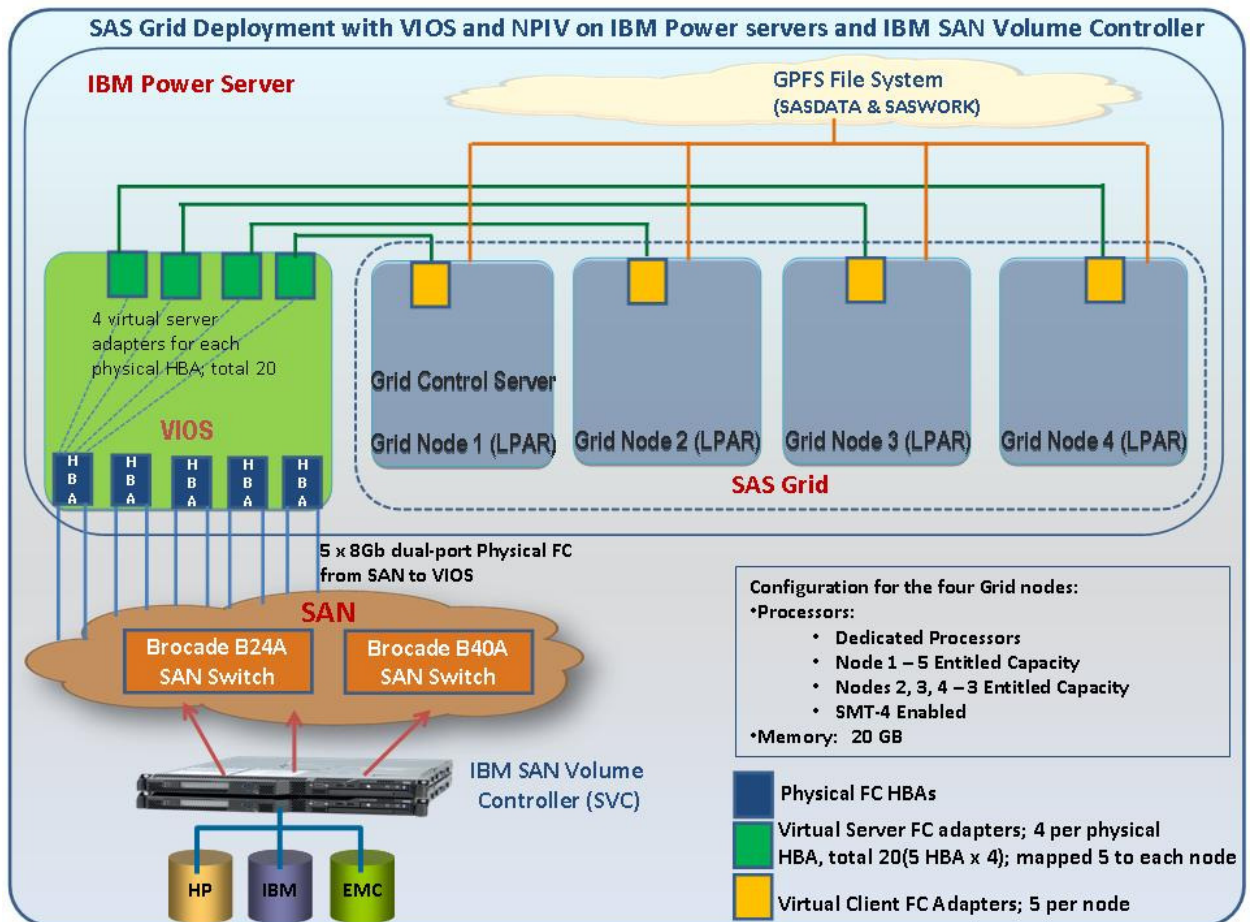 SAS Grid Deployment with VIOS and NPIV on IBM Power servers and IBM SAN Volume Controller
IBM Power Server
GPFS File System
(SASDATA & SASWORK)
4 virtual server
adapters for each
physical HBA; total 20
VIOS
HBA
HBA
HBA
HBA
HBA
Grid Control Server
Grid Node 1 (LPAR)
Grid Node 2 (LPAR)
Grid Node 3 (LPAR)
Grid Node 4 (LPAR)
SAS Grid
5 x 8Gb dual-port Physical FC
from SAN to VIOS
SAN
Brocade B24A
SAN Switch
Brocade B40A
SAN Switch
IBM SAN Volume
Controller (SVC)
HP
IBM
EMC
Configuration for the four Grid nodes:
•Processors:
• Dedicated Processors
• Node 1 – 5 Entitled Capacity
• Nodes 2, 3, 4 – 3 Entitled Capacity
• SMT-4 Enabled
•Memory: 20 GB
Physical FC HBAs
Virtual Server FC adapters; 4 per physical
HBA, total 20(5 HBA x 4); mapped 5 to each node
Virtual Client FC Adapters; 5 per node